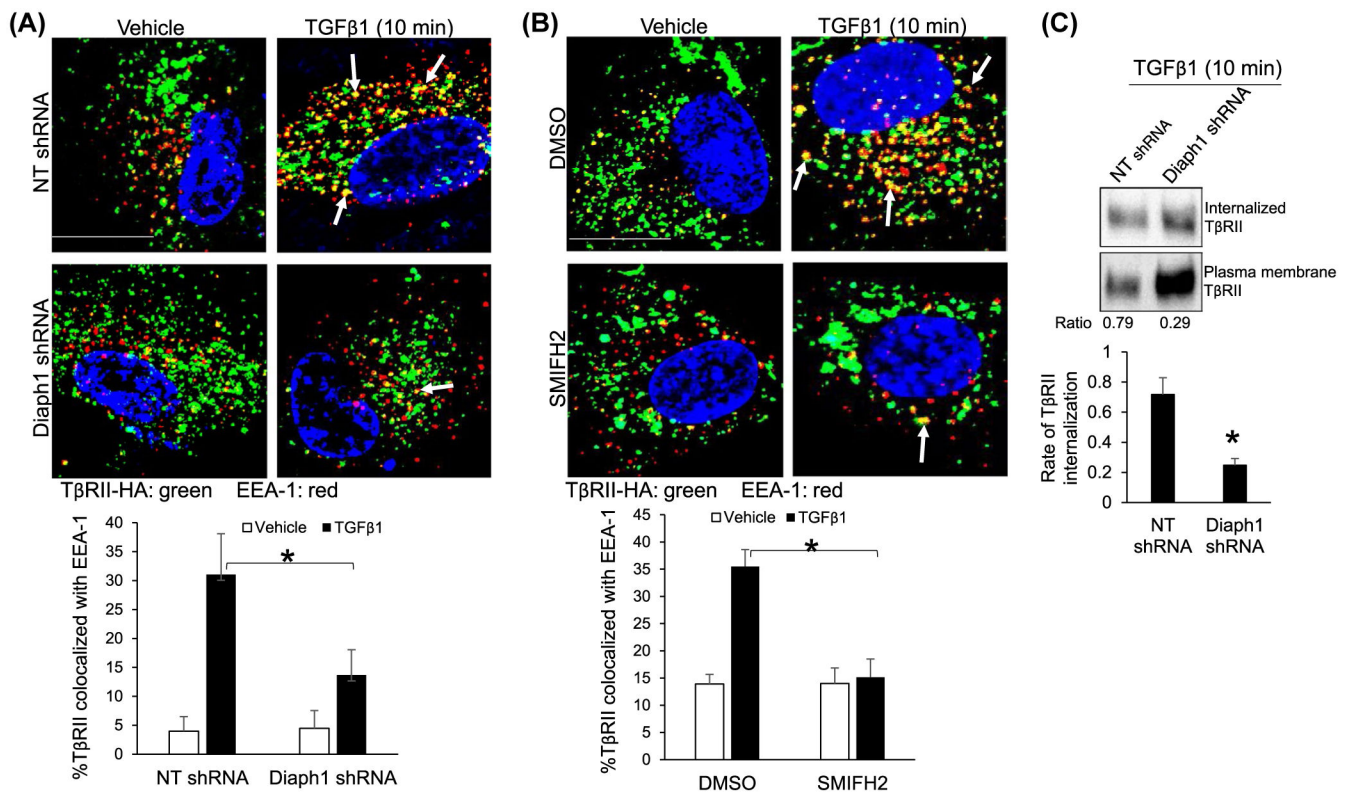 (A)
Vehicle
TGFβ1 (10 min)
NT shRNA
Diaph1 shRNA
TβRII-HA: green EEA-1: red
%TβRII colocalized with EEA-1
40
35
30
25
20
15
10
5
0
Vehicle TGFβ1
*
NT shRNA Diaph1 shRNA
(B)
Vehicle
TGFβ1 (10 min)
DMSO
SMIFH2
TβRII-HA: green EEA-1: red
%TβRII colocalized with EEA-1
45
40
35
30
25
20
15
10
5
0
Vehicle TGFβ1
*
DMSO SMIFH2
(C)
TGFβ1 (10 min)
NT shRNA
Diaph1 shRNA
Internalized
TβRII
Plasma membrane
TβRII
Ratio 0.79 0.29
Rate of TβRII
internalization
1
0.8
0.6
0.4
0.2
0
*
NT
shRNA
Diaph1
shRNA